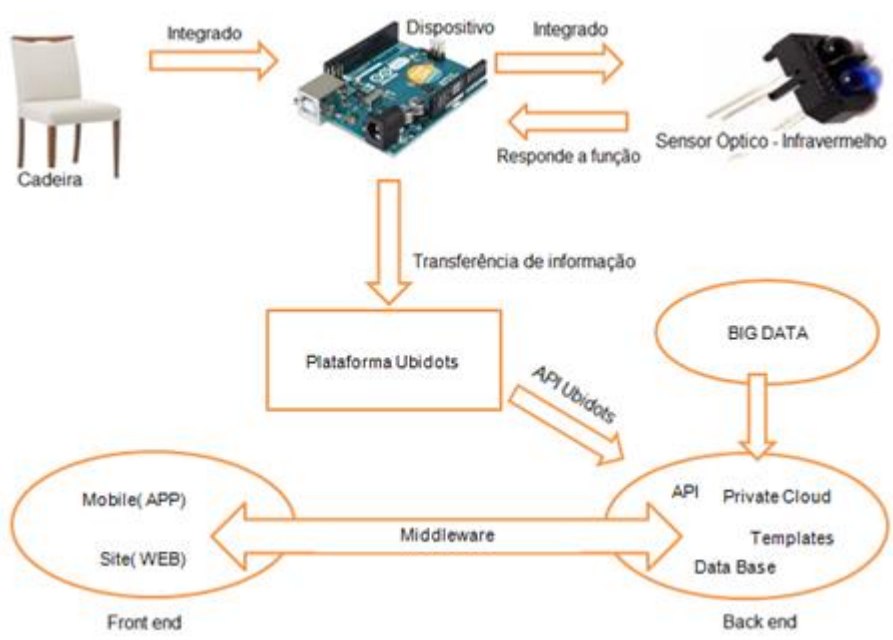 Integrado
Dispositivo
Integrado
Cadeira
Responde a função
Sensor Óptico - Infravermelho
Transferência de informação
Plataforma Ubidots
BIG DATA
API Ubidots
Mobile( APP)
Site( WEB)
Middleware
API
Private Cloud
Templates
Data Base
Front end
Back end